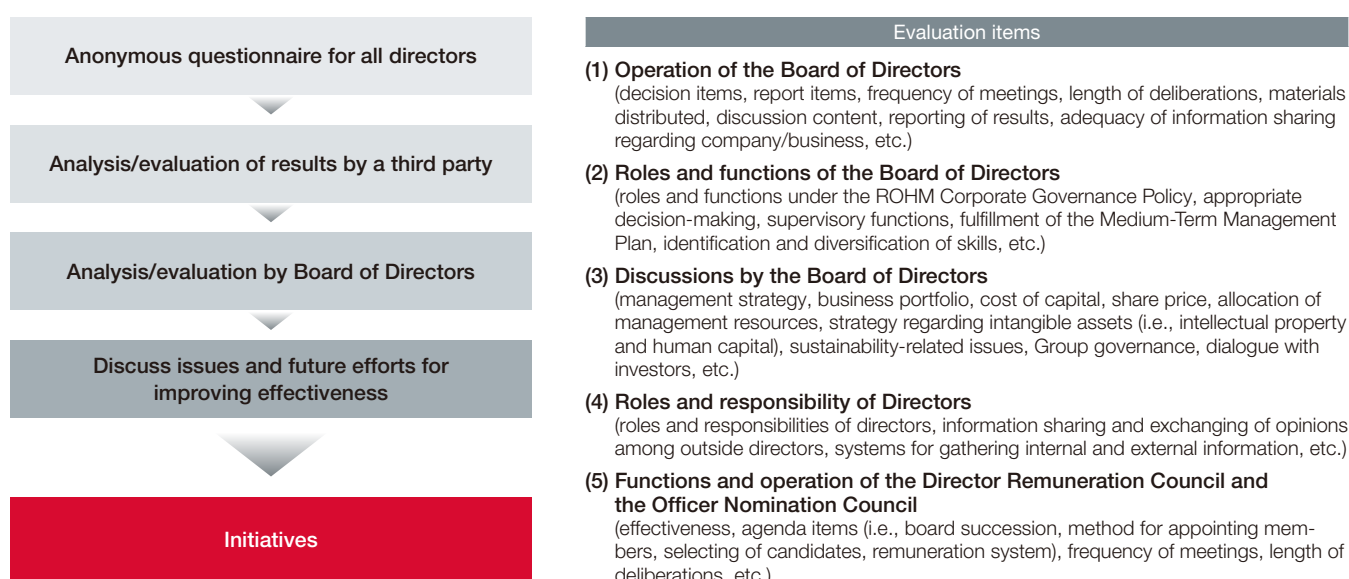 Anonymous questionnaire for all directors
Analysis/evaluation of results by a third party
Analysis/evaluation by Board of Directors
Discuss issues and future efforts for
improving effectiveness
Initiatives
Evaluation items
(1) Operation of the Board of Directors
(decision items, report items, frequency of meetings, length of deliberations, materials
distributed, discussion content, reporting of results, adequacy of information sharing
regarding company/business, etc.)
(2) Roles and functions of the Board of Directors
(roles and functions under the ROHM Corporate Governance Policy, appropriate
decision-making, supervisory functions, fulfillment of the Medium-Term Management
Plan, identification and diversification of skills, etc.)
(3) Discussions by the Board of Directors
(management strategy, business portfolio, cost of capital, share price, allocation of
management resources, strategy regarding intangible assets (i.e., intellectual property
and human capital), sustainability-related issues, Group governance, dialogue with
investors, etc.)
(4) Roles and responsibility of Directors
(roles and responsibilities of directors, information sharing and exchanging of opinions
among outside directors, systems for gathering internal and external information, etc.)
(5) Functions and operation of the Director Remuneration Council and
the Officer Nomination Council
(effectiveness, agenda items (i.e., board succession, method for appointing mem-
bers, selecting of candidates, remuneration system), frequency of meetings, length of
deliberations, etc.)